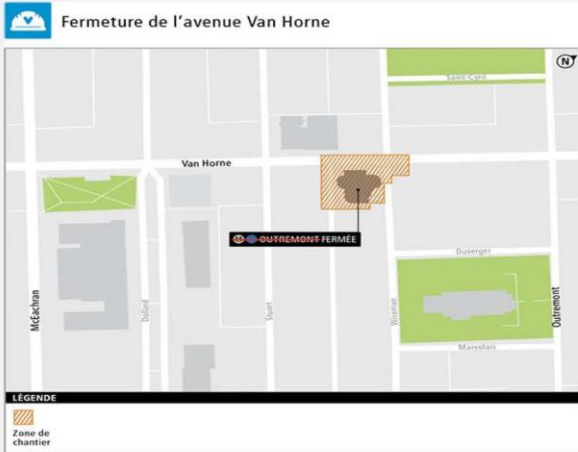 Fermeture de l'avenue Van Horne
N
Saint-Cyril
Van Horne
OUTREMONT FERMÉE
Duverger
McEachran
Dollard
Stuart
Wiseman
Outremont
Marsolais
LÉGENDE
Zone de
chantier